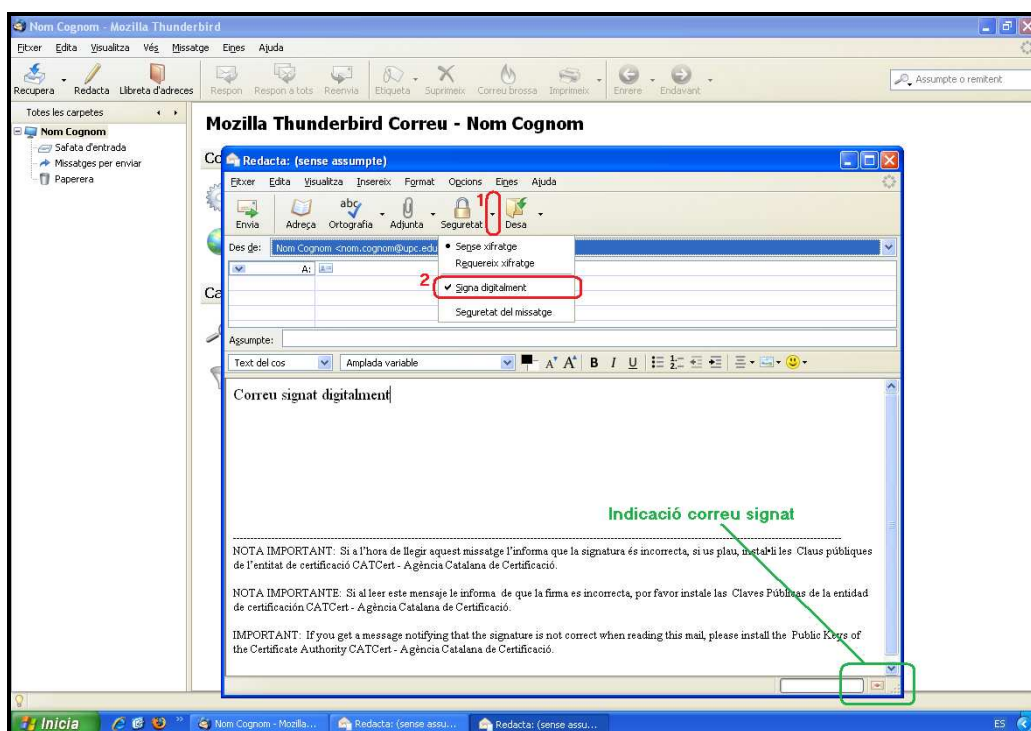 Nom Cognom - Mozilla Thunderbird
Fitxer Edita Visualitza Vés Missatge Eines Ajuda
Recupera Redacta Llibreta d'adreces Respon Respon a tots Reenvia Etiqueta Suprimeix Correu brossa Imprimeix Enrere Endavant
Assumpte o remitent
Totes les carpetes
Nom Cognom
Safata d'entrada
Missatges per enviar
Paperera
Mozilla Thunderbird Correu - Nom Cognom
Co
Ca
Redacta: (sense assumpte)
Fitxer Edita Visualitza Insereix Format Opcions Eines Ajuda
1
Envia Adreça Ortografia Adjunta Seguretat Desa
Des de: Nom Cognom <nom.cognom@upc.edu
A:
Sense xifratge
Requereix xifratge
2
Signa digitalment
Seguretat del missatge
Assumpte:
Text del cos Amplada variable
Correu signat digitalment
Indicació correu signat
NOTA IMPORTANT: Si a l'hora de llegir aquest missatge l'informa que la signatura és incorrecta, si us plau, instal•li les Claus públiques
de l'entitat de certificació CATCert - Agència Catalana de Certificació.
NOTA IMPORTANTE: Si al leer este mensaje le informa de que la firma es incorrecta, por favor instale las Claves Públicas de la entidad
de certificación CATCert - Agència Catalana de Certificació.
IMPORTANT: If you get a message notifying that the signature is not correct when reading this mail, please install the Public Keys of
the Certificate Authority CATCert - Agència Catalana de Certificació.
Inicia
Nom Cognom - Mozilla...
Redacta: (sense assu...
Redacta: (sense assu...
ES